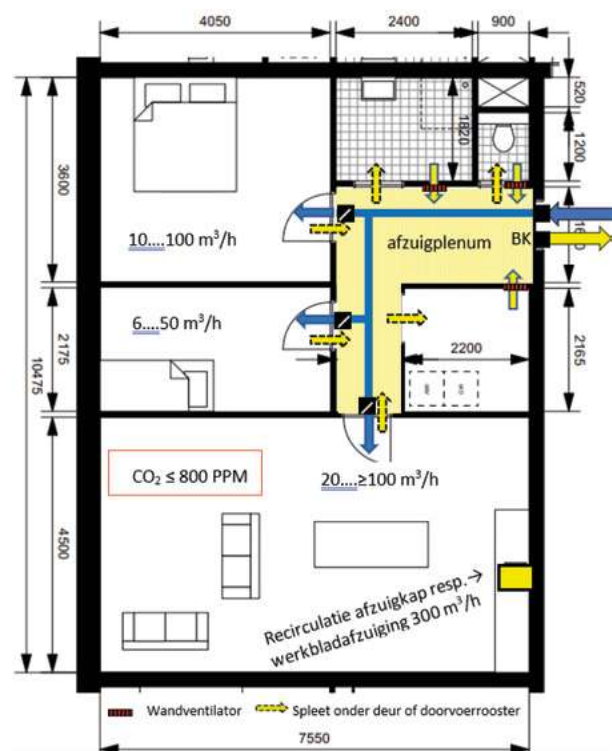 4050
2400
900
520
1820
1200
3600
10....100 m³/h
afzuigplenum
BK
6....50 m³/h
2175
10475
2200
2165
CO₂ ≤ 800 PPM
20....≥100 m³/h
4500
Recirculatie afzuigkap resp.→
werkbladafzuiging 300 m³/h
Wandventilator
Spleet onder deur of doorvoerrooster
7550